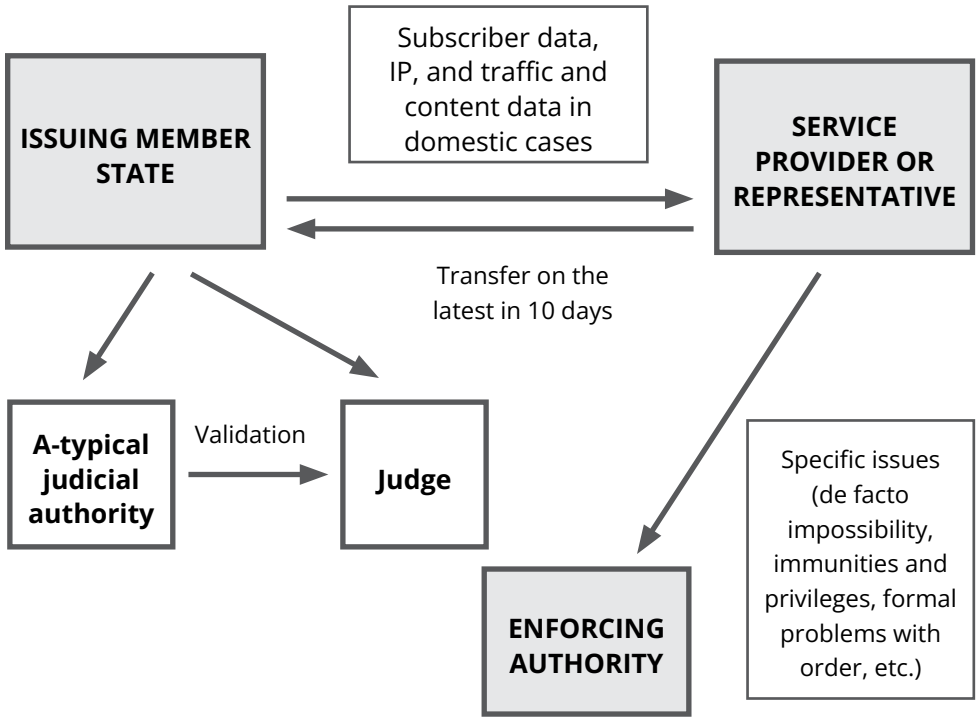 Subscriber data,
IP, and traffic and
content data in
domestic cases
ISSUING MEMBER
STATE
SERVICE
PROVIDER OR
REPRESENTATIVE
Transfer on the
latest in 10 days
A-typical
judicial
authority
Validation
Judge
Specific issues
(de facto
impossibility,
immunities and
privileges, formal
problems with
order, etc.)
ENFORCING
AUTHORITY